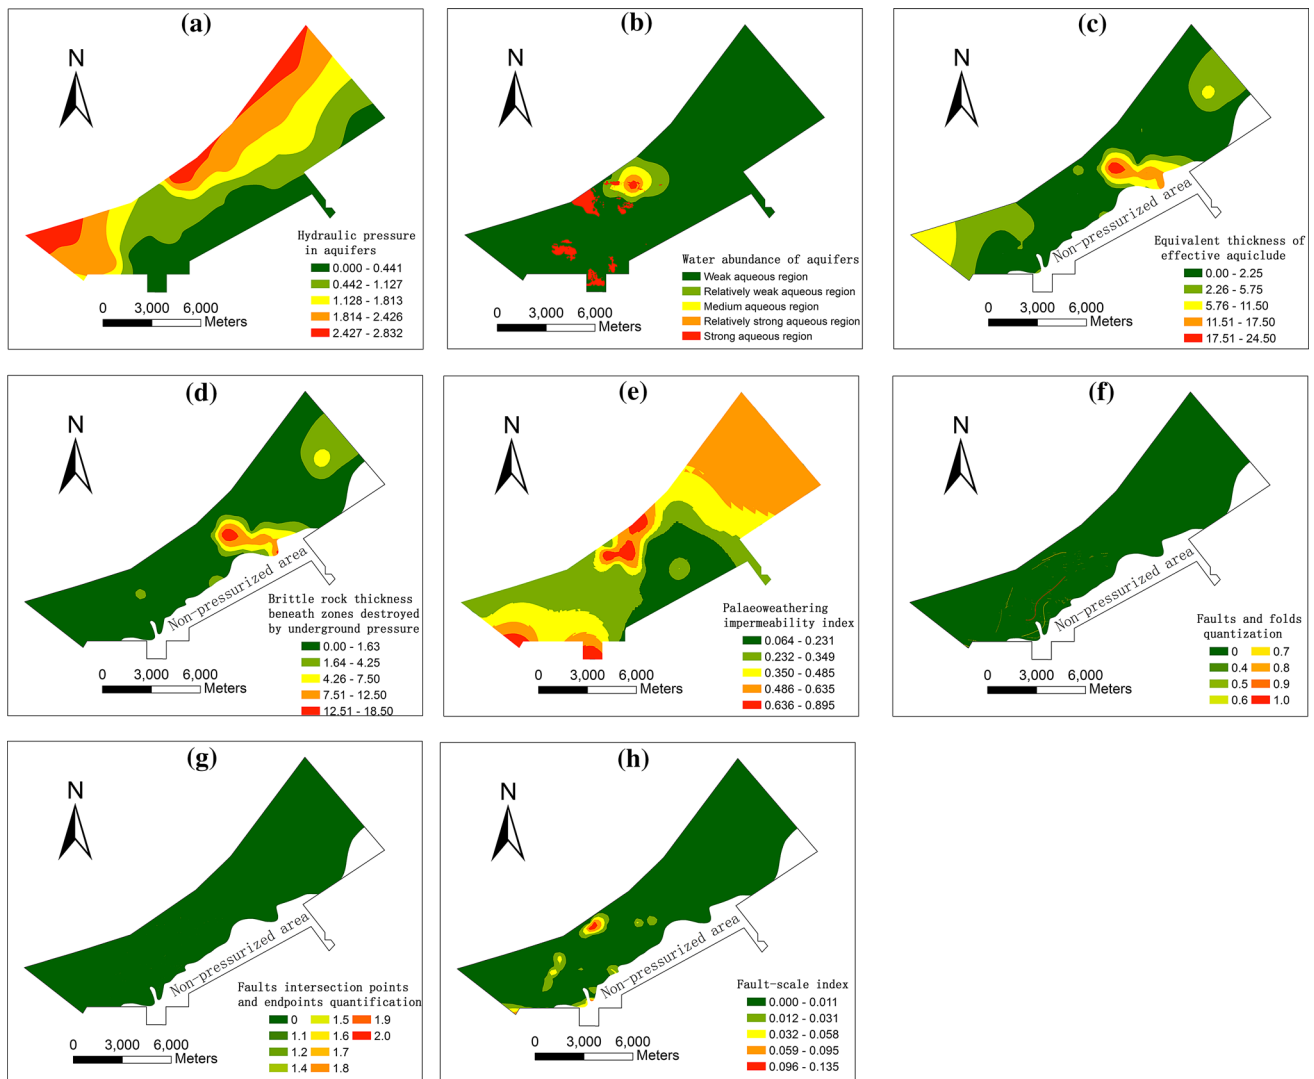 (a)
N
Hydraulic pressure
in aquifers
0.000 - 0.441
0.442 - 1.127
1.128 - 1.813
1.814 - 2.426
2.427 - 2.832
0 3,000 6,000
Meters
(b)
N
Water abundance of aquifers
Weak aqueous region
Relatively weak aqueous region
Medium aqueous region
Relatively strong aqueous region
Strong aqueous region
0 3,000 6,000
Meters
(c)
N
Non-pressurized area
Equivalent thickness of
effective aquiclude
0.00 - 2.25
2.26 - 5.75
5.76 - 11.50
11.51 - 17.50
17.51 - 24.50
0 3,000 6,000
Meters
(d)
N
Non-pressurized area
Brittle rock thickness
beneath zones destroyed
by underground pressure
0.00 - 1.63
1.64 - 4.25
4.26 - 7.50
7.51 - 12.50
12.51 - 18.50
0 3,000 6,000
Meters
(e)
N
Palaeoweathering
impermeability index
0.064 - 0.231
0.232 - 0.349
0.350 - 0.485
0.486 - 0.635
0.636 - 0.895
0 3,000 6,000
Meters
(f)
N
Non-pressurized area
Faults and folds
quantization
0 0.7
0.4 0.8
0.5 0.9
0.6 1.0
0 3,000 6,000
Meters
(g)
N
Non-pressurized area
Faults intersection points
and endpoints quantification
0 1.5 1.9
1.1 1.6 2.0
1.2 1.7
1.4 1.8
0 3,000 6,000
Meters
(h)
N
Non-pressurized area
Fault-scale index
0.000 - 0.011
0.012 - 0.031
0.032 - 0.058
0.059 - 0.095
0.096 - 0.135
0 3,000 6,000
Meters